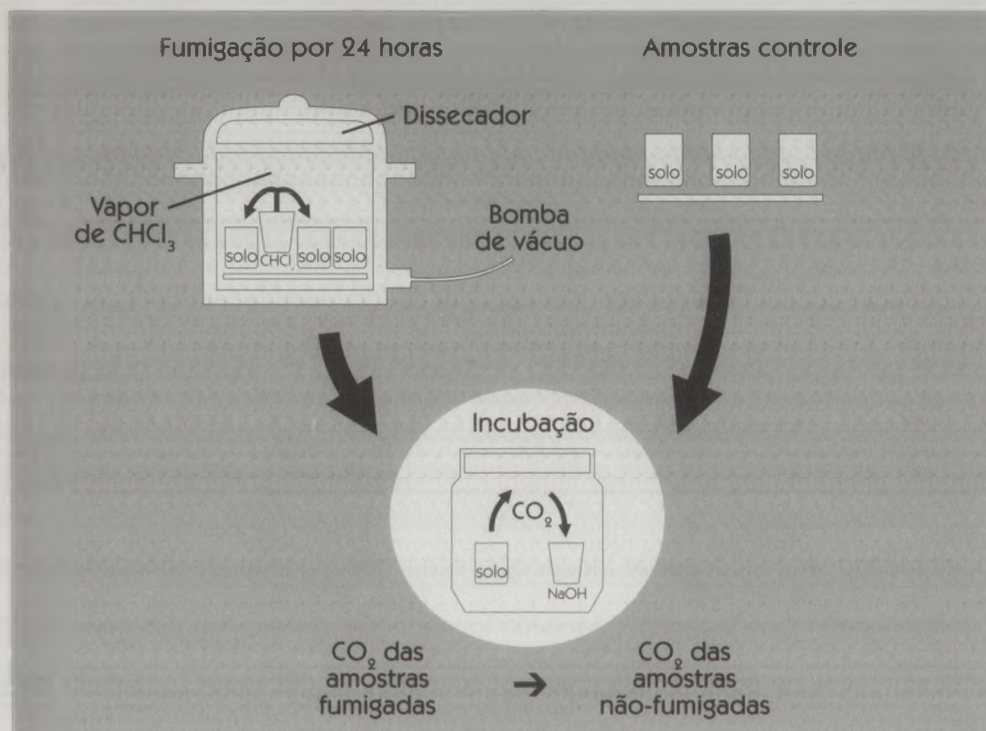 Fumigação por 24 horas
Amostras controle
Dissecador
Vapor
de CHCl₃
Bomba
de vácuo
solo
CHCl
solo
solo
solo
solo
solo
Incubação
CO₂
solo
NaOH
CO₂ das
amostras
fumigadas
→
CO₂ das
amostras
não-fumigadas